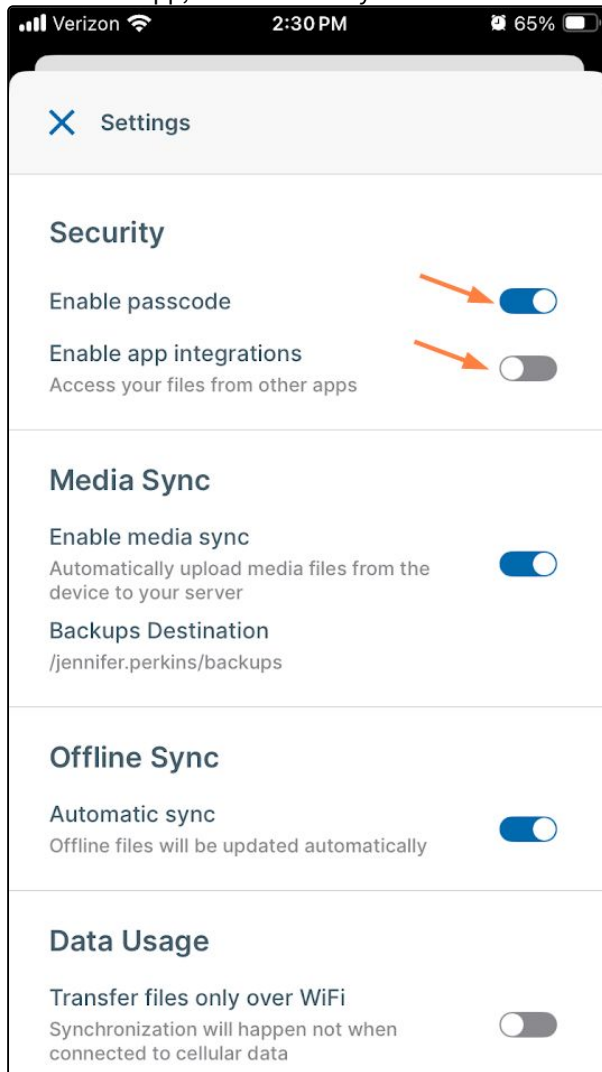 Verizon 2:30 PM 65%
Settings
Security
Enable passcode
Enable app integrations
Access your files from other apps
Media Sync
Enable media sync
Automatically upload media files from the
device to your server
Backups Destination
/jennifer.perkins/backups
Offline Sync
Automatic sync
Offline files will be updated automatically
Data Usage
Transfer files only over WiFi
Synchronization will happen not when
connected to cellular data